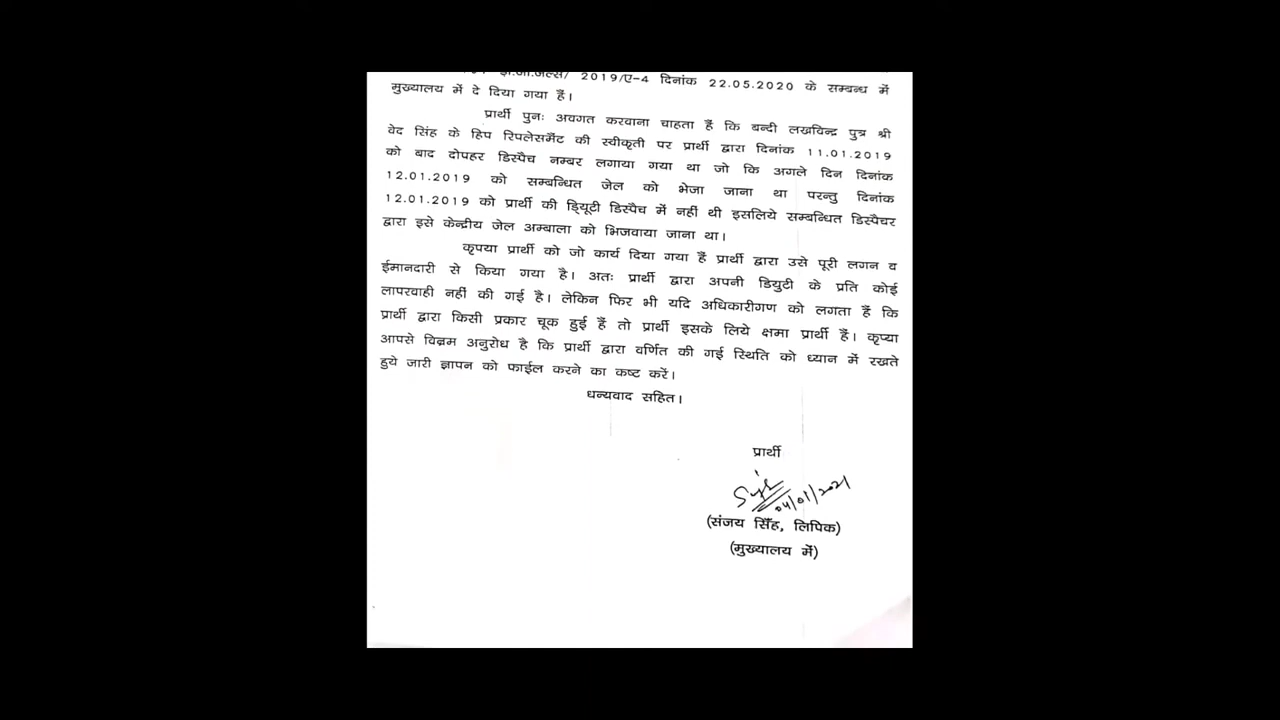 डी.जी.जेल्स/ 2019/ए-4 दिनांक 22.05.2020 के सम्बन्ध में
मुख्यालय में दे दिया गया हैं।
प्रार्थी पुनः अवगत करवाना चाहता हैं कि बन्दी लखविन्द्र पुत्र श्री
वेद सिंह के हिप रिपलेसमैंट की स्वीकृती पर प्रार्थी द्वारा दिनांक 11.01.2019
को बाद दोपहर डिस्पैच नम्बर लगाया गया था जो कि अगले दिन दिनांक
12.01.2019 को सम्बन्धित जेल को भेजा जाना था परन्तु दिनांक
12.01.2019 को प्रार्थी की डि्यूटी डिस्पैच में नहीं थी इसलिये सम्बन्धित डिस्पैचर
द्वारा इसे केन्द्रीय जेल अम्बाला को भिजवाया जाना था।
कृपया प्रार्थी को जो कार्य दिया गया हैं प्रार्थी द्वारा उसे पूरी लगन व
ईमानदारी से किया गया है। अतः प्रार्थी द्वारा अपनी डियुटी के प्रति कोई
लापरवाही नहीं की गई है। लेकिन फिर भी यदि अधिकारीगण को लगता हैं कि
प्रार्थी द्वारा किसी प्रकार चूक हुई हैं तो प्रार्थी इसके लिये क्षमा प्रार्थी हैं। कृप्या
आपसे विन्रम अनुरोध है कि प्रार्थी द्वारा वर्णित की गई स्थिति को ध्यान में रखते
हुये जारी ज्ञापन को फाईल करने का कष्ट करें।
धन्यवाद सहित।
प्रार्थी
04/01/2021
(संजय सिँह, लिपिक)
(मुख्यालय में)